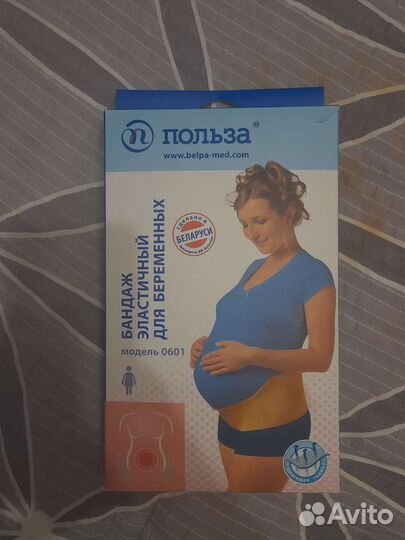 польза®
www.belpa-med.com
сделано в
БЕЛАРУСИ
БАНДАЖ
ЭЛАСТИЧНЫЙ
ДЛЯ БЕРЕМЕННЫХ
модель 0601
Avito